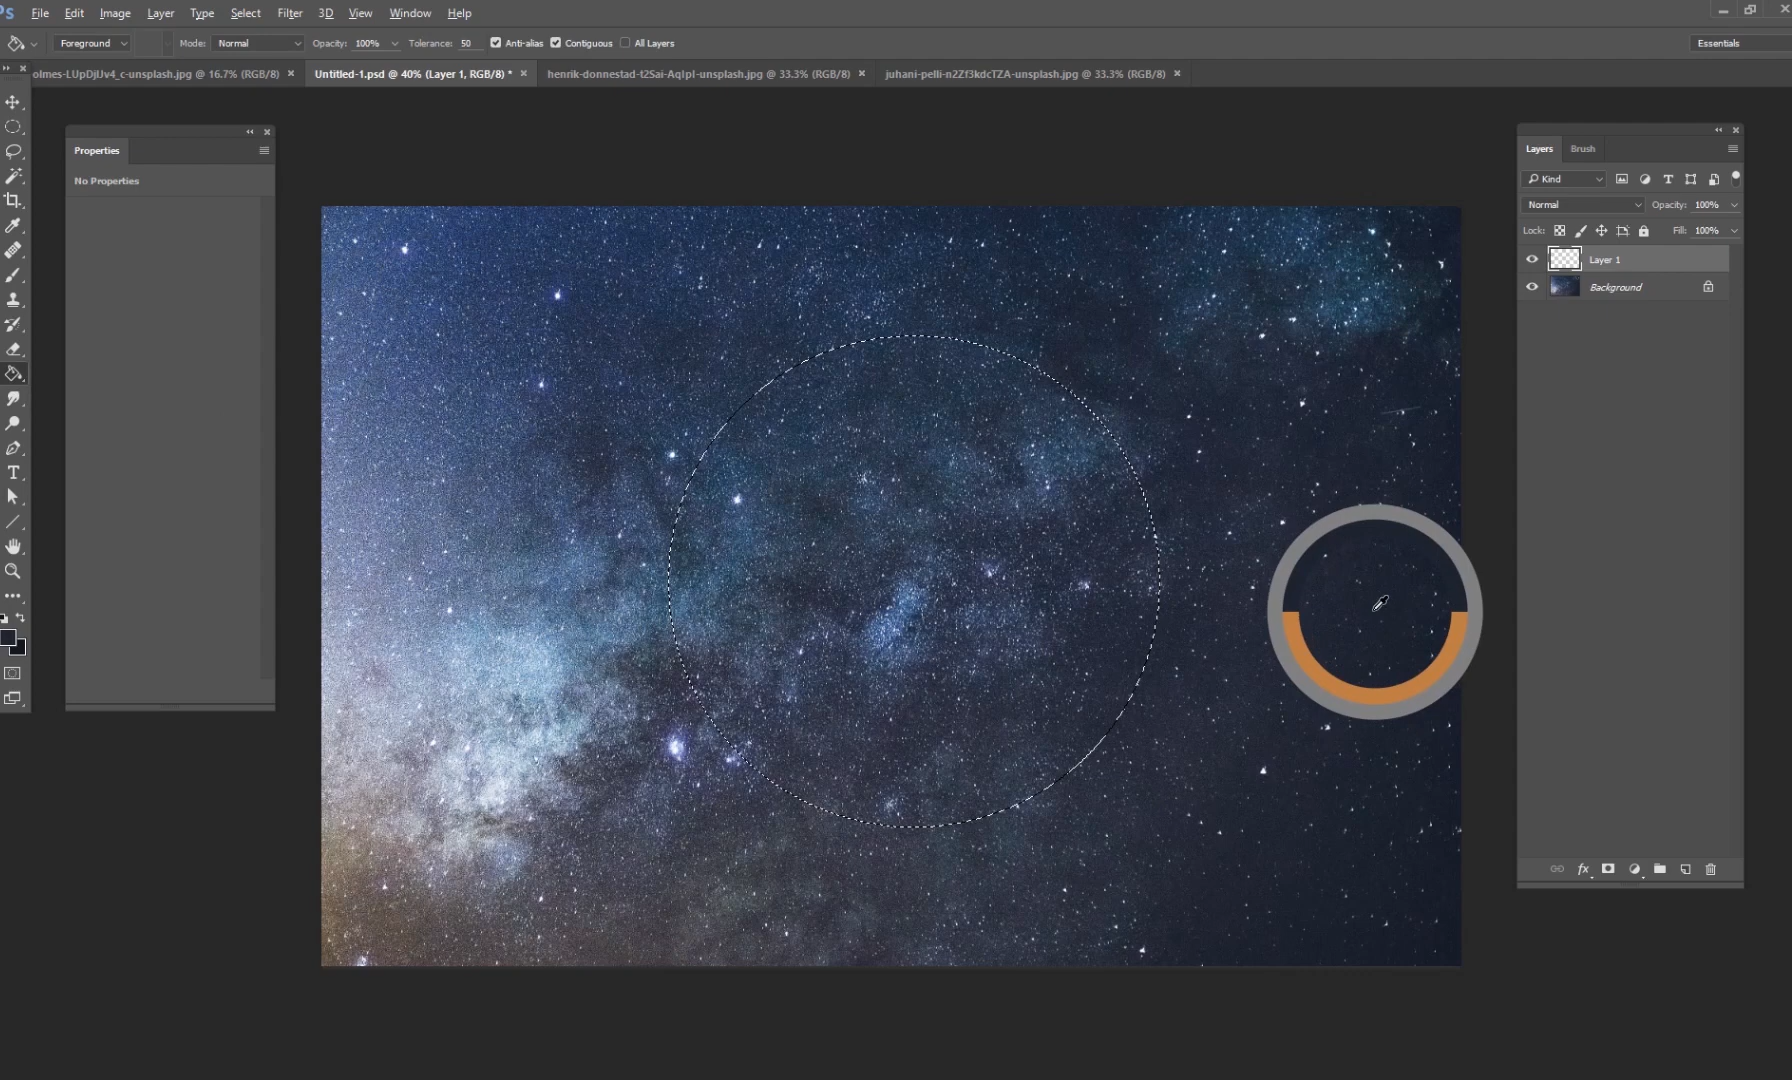 Ps File Edit Image Layer Type Select Filter 3D View Window Help
Foreground Mode: Normal Opacity: 100% Tolerance: 50 Anti-alias Contiguous All Layers Essentials
olmes-LUpDjlJv4_c-unsplash.jpg @ 16.7% (RGB/8) Untitled-1.psd @ 40% (Layer 1, RGB/8) * henrik-donnestad-t2Sai-AqIpI-unsplash.jpg @ 33.3% (RGB/8) juhani-pelli-n2Zf3kdcTZA-unsplash.jpg @ 33.3% (RGB/8)
Properties
No Properties
Layers Brush
Kind
Normal Opacity: 100%
Lock: Fill: 100%
Layer 1
Background